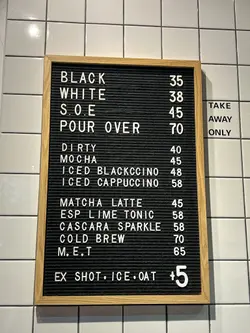 BLACK 35
WHITE 38
S.O.E 45
POUR OVER 70
DIRTY 40
MOCHA 45
ICED BLACKCCINO 48
ICED CAPPUCCINO 58
MATCHA LATTE 45
ESP LIME TONIC 58
CASCARA SPARKLE 58
COLD BREW 70
M.E.T 65
EX SHOT.ICE.OAT +5
TAKE
AWAY
ONLY